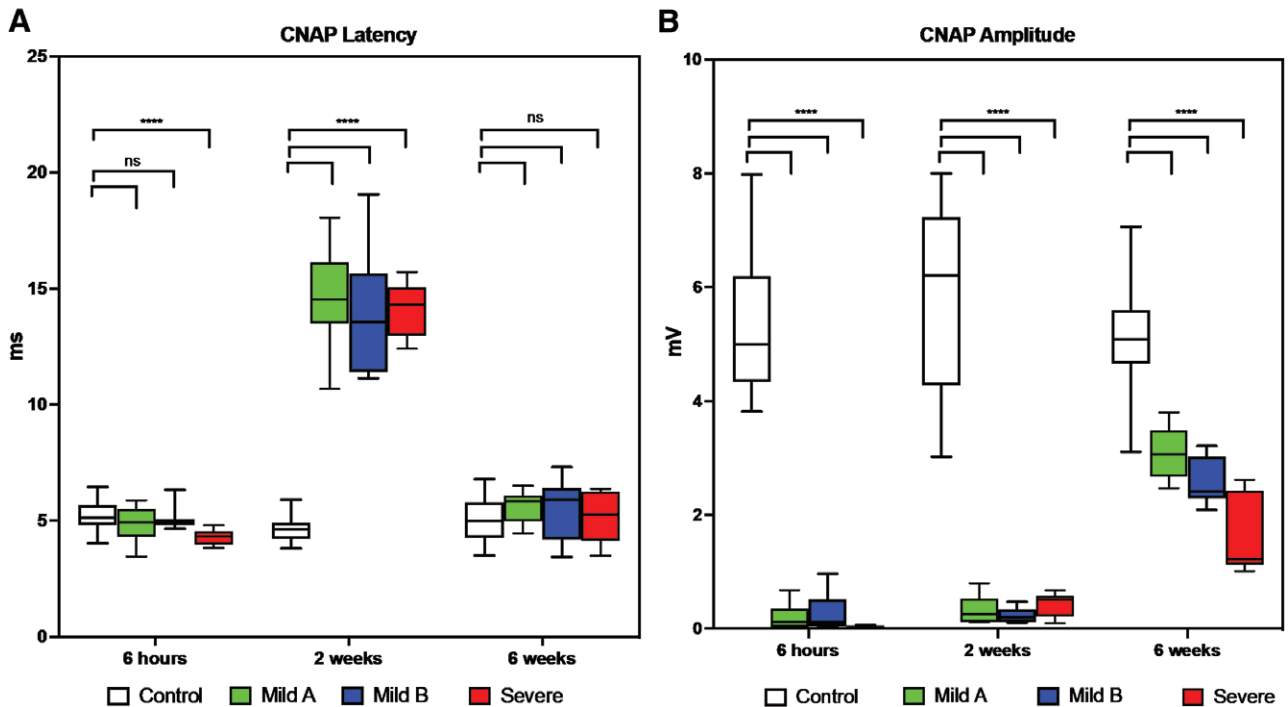 A
CNAP Latency
25
20
15
10
5
0
ms
****
ns
****
ns
6 hours
2 weeks
6 weeks
Control
Mild A
Mild B
Severe
B
CNAP Amplitude
10
8
6
4
2
0
mV
****
****
****
6 hours
2 weeks
6 weeks
Control
Mild A
Mild B
Severe